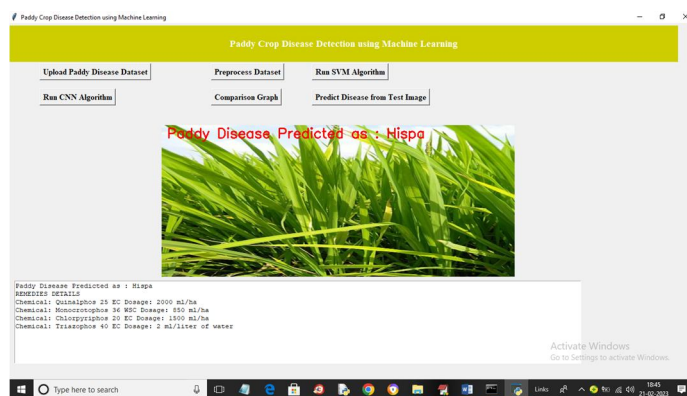 Paddy Crop Disease Detection using Machine Learning
Paddy Crop Disease Detection using Machine Learning
Upload Paddy Disease Dataset
Preprocess Dataset
Run SVM Algorithm
Run CNN Algorithm
Comparison Graph
Predict Disease from Test Image
Paddy Disease Predicted as : Hispa
Paddy Disease Predicted as : Hispa
REMEDIES DETAILS
Chemical: Quinalphos 25 EC Dosage: 2000 ml/ha
Chemical: Monocrotophos 36 WSC Dosage: 850 ml/ha
Chemical: Chlorpyriphos 20 EC Dosage: 1500 ml/ha
Chemical: Triazophos 40 EC Dosage: 2 ml/liter of water
Activate Windows
Go to Settings to activate Windows.
Type here to search
Links
18:45
21-02-2023